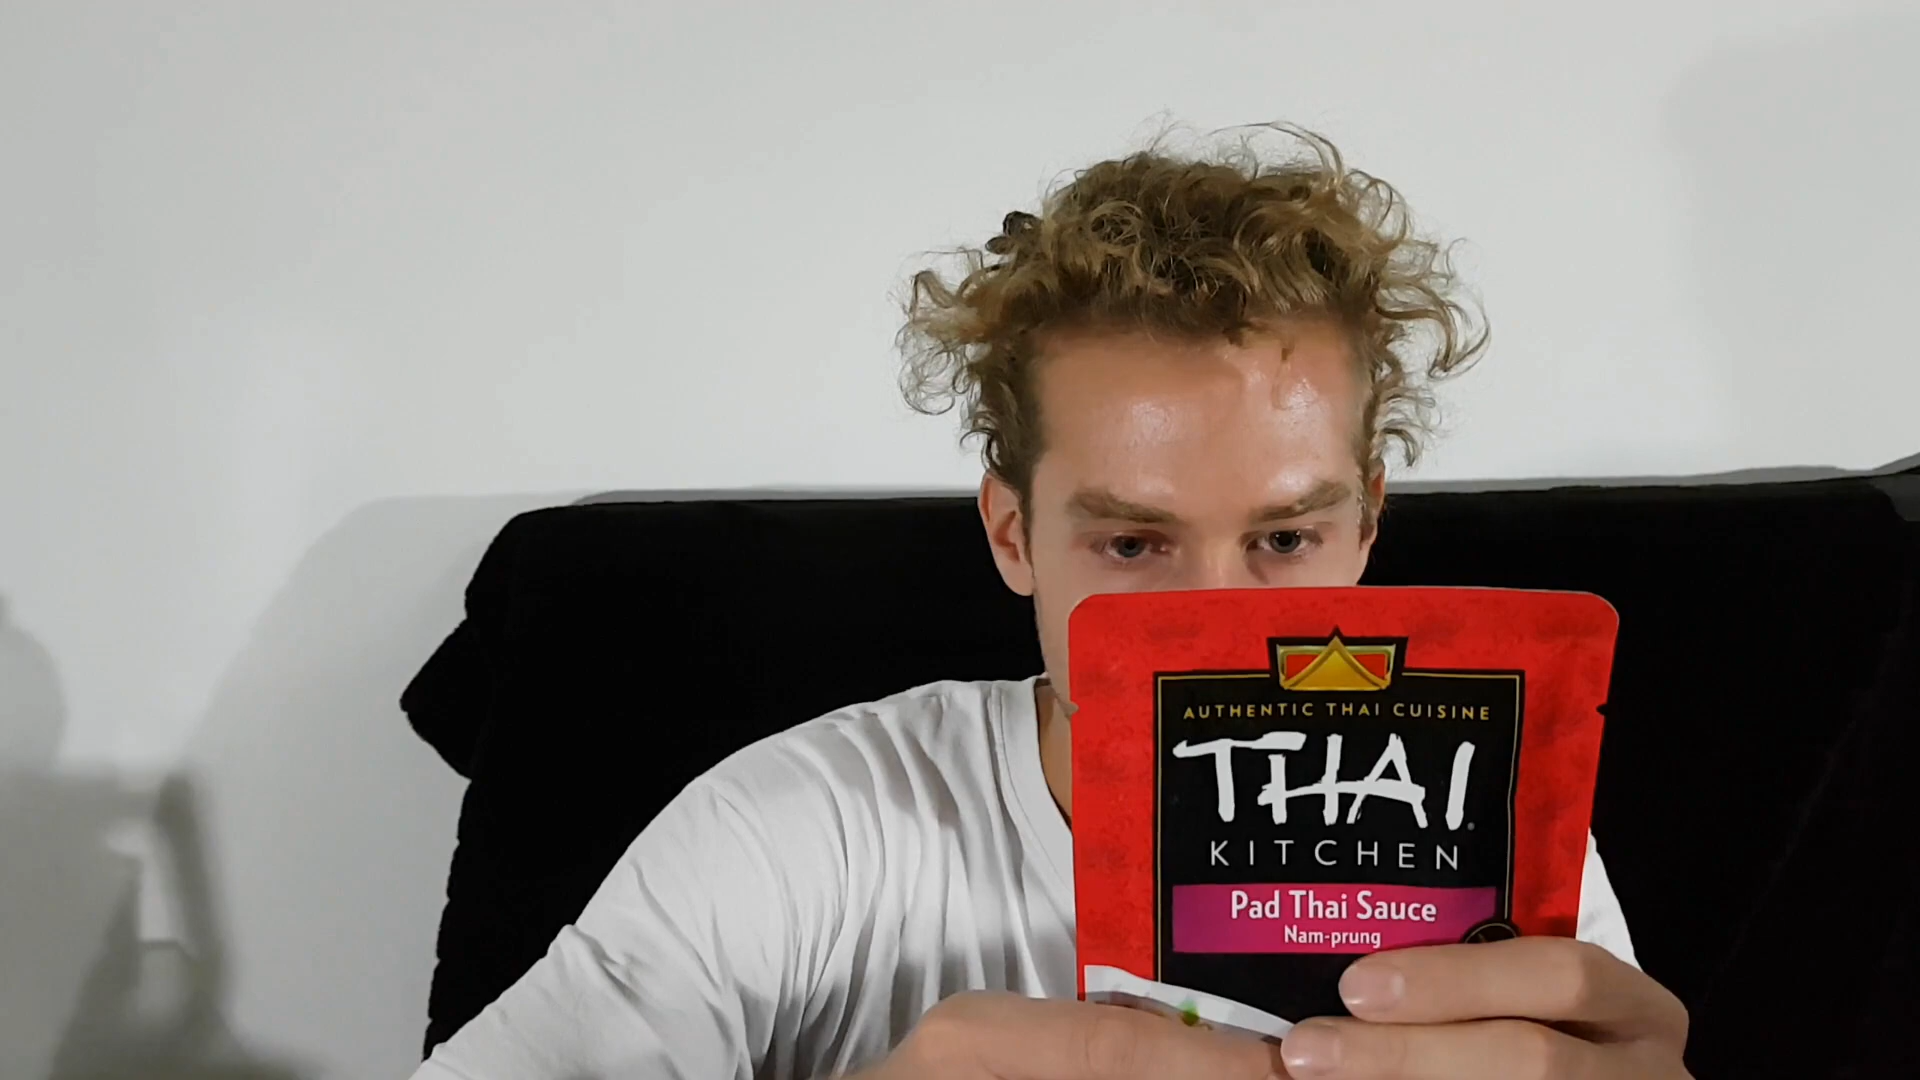 AUTHENTIC THAI CUISINE
THAI
KITCHEN
Pad Thai Sauce
Nam-prung